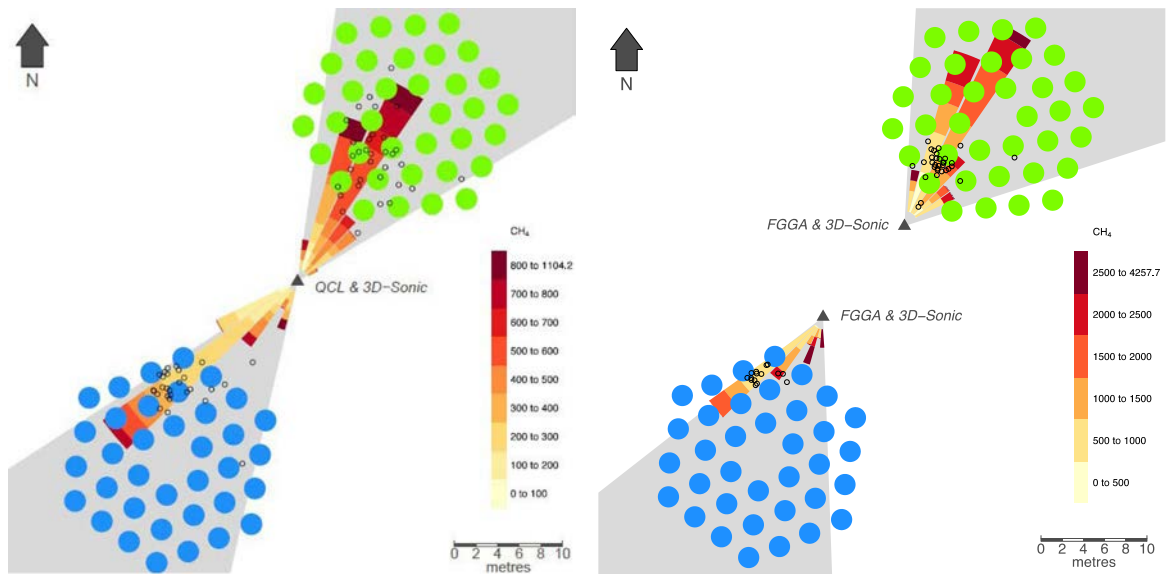 N
QCL & 3D-Sonic
CH4
800 to 1104.2
700 to 800
600 to 700
500 to 600
400 to 500
300 to 400
200 to 300
100 to 200
0 to 100
0 2 4 6 8 10
metres
N
FGGA & 3D-Sonic
FGGA & 3D-Sonic
CH4
2500 to 4257.7
2000 to 2500
1500 to 2000
1000 to 1500
500 to 1000
0 to 500
0 2 4 6 8 10
metres